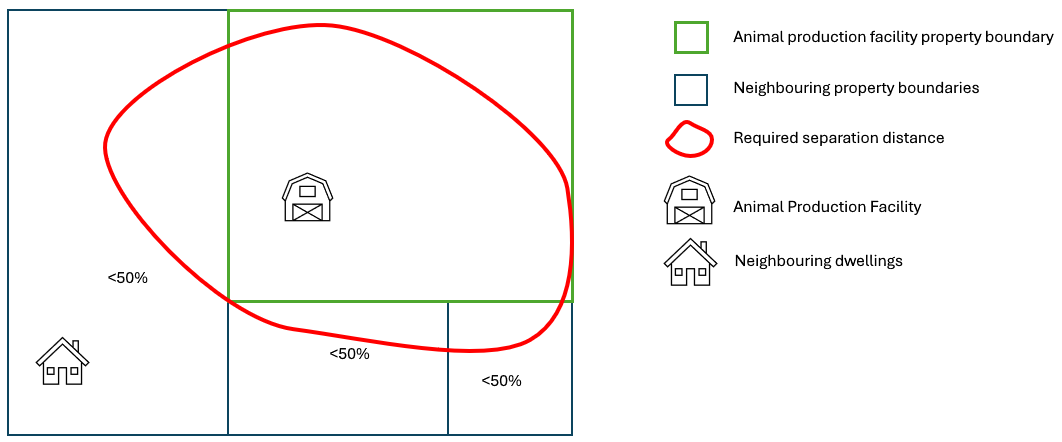 Animal production facility property boundary
Neighbouring property boundaries
Required separation distance
Animal Production Facility
Neighbouring dwellings
<50%
<50%
<50%